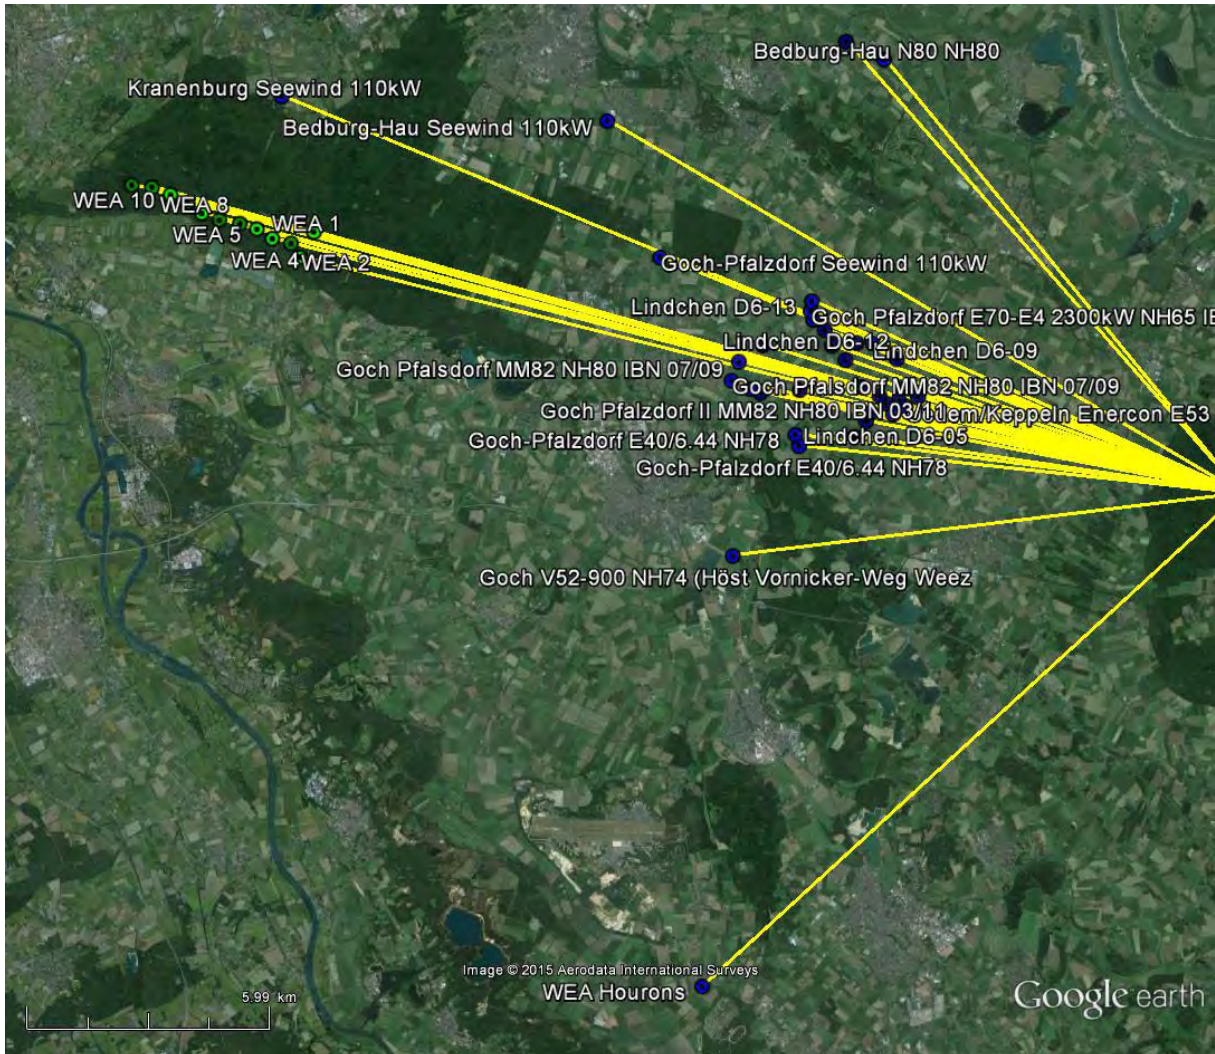 Bedburg-Hau N80 NH80
Kranenburg Seewind 110kW
Bedburg-Hau Seewind 110kW
WEA 10
WEA 8
WEA 1
WEA 5
WEA 4
WEA 2
Goch-Pfalzdorf Seewind 110kW
Lindchen D6-13
Goch Pfalzdorf E70-E4 2300kW NH65
Lindchen D6-12
Lindchen D6-09
Goch Pfalsdorf MM82 NH80 IBN 07/09
Goch Pfalsdorf MM82 NH80 IBN 07/09
Goch Pfalzdorf II MM82 NH80 IBN 03/11
em/Keppeln Enercon E53
Goch-Pfalzdorf E40/6.44 NH78
Lindchen D6-05
Goch-Pfalzdorf E40/6.44 NH78
Goch V52-900 NH74 (Höst Vornicker-Weg Weez
Image © 2015 Aerodata International Surveys
WEA Hourons
5.99 km
Google earth